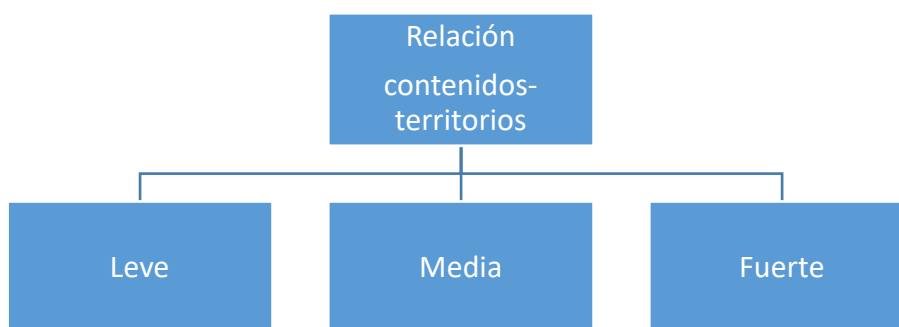 Relación
contenidos-
territorios
Leve
Media
Fuerte